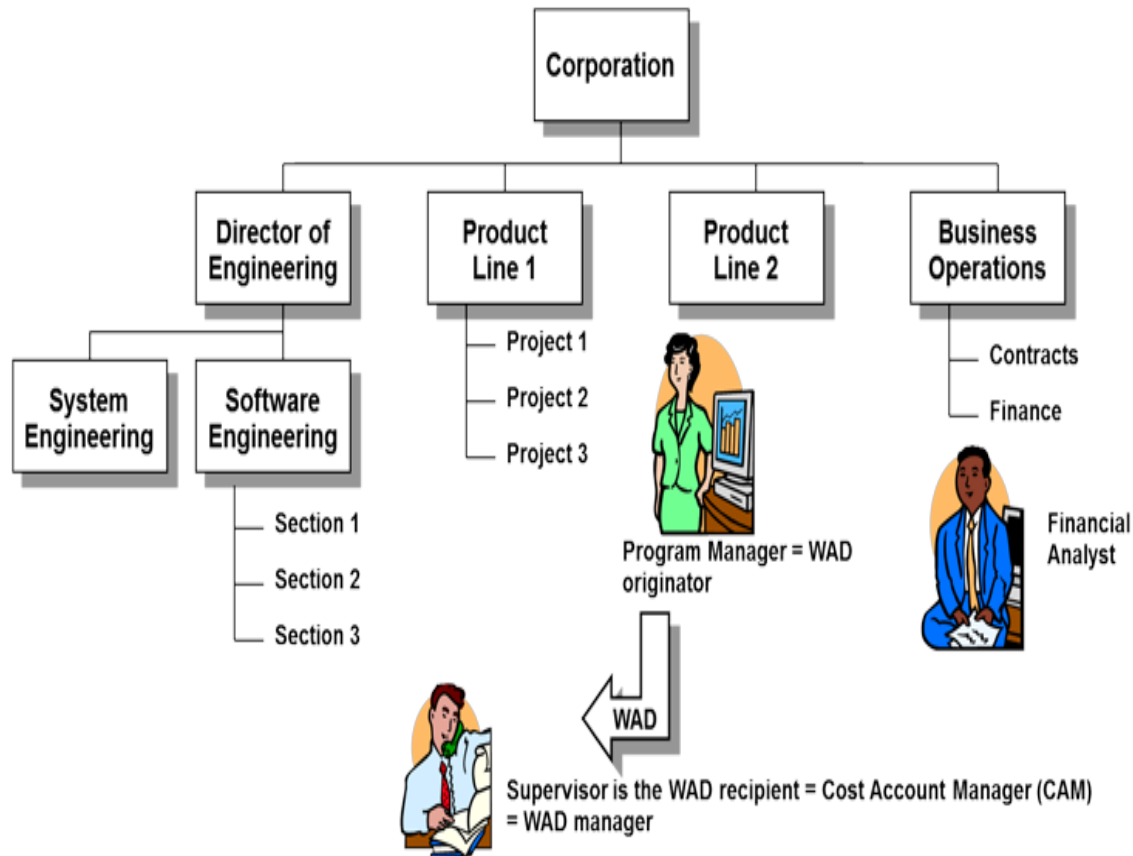 Corporation
Director of
Engineering
Product
Line 1
Product
Line 2
Business
Operations
System
Engineering
Software
Engineering
Section 1
Section 2
Section 3
Project 1
Project 2
Project 3
Contracts
Finance
Program Manager = WAD
originator
Financial
Analyst
WAD
Supervisor is the WAD recipient = Cost Account Manager (CAM)
= WAD manager